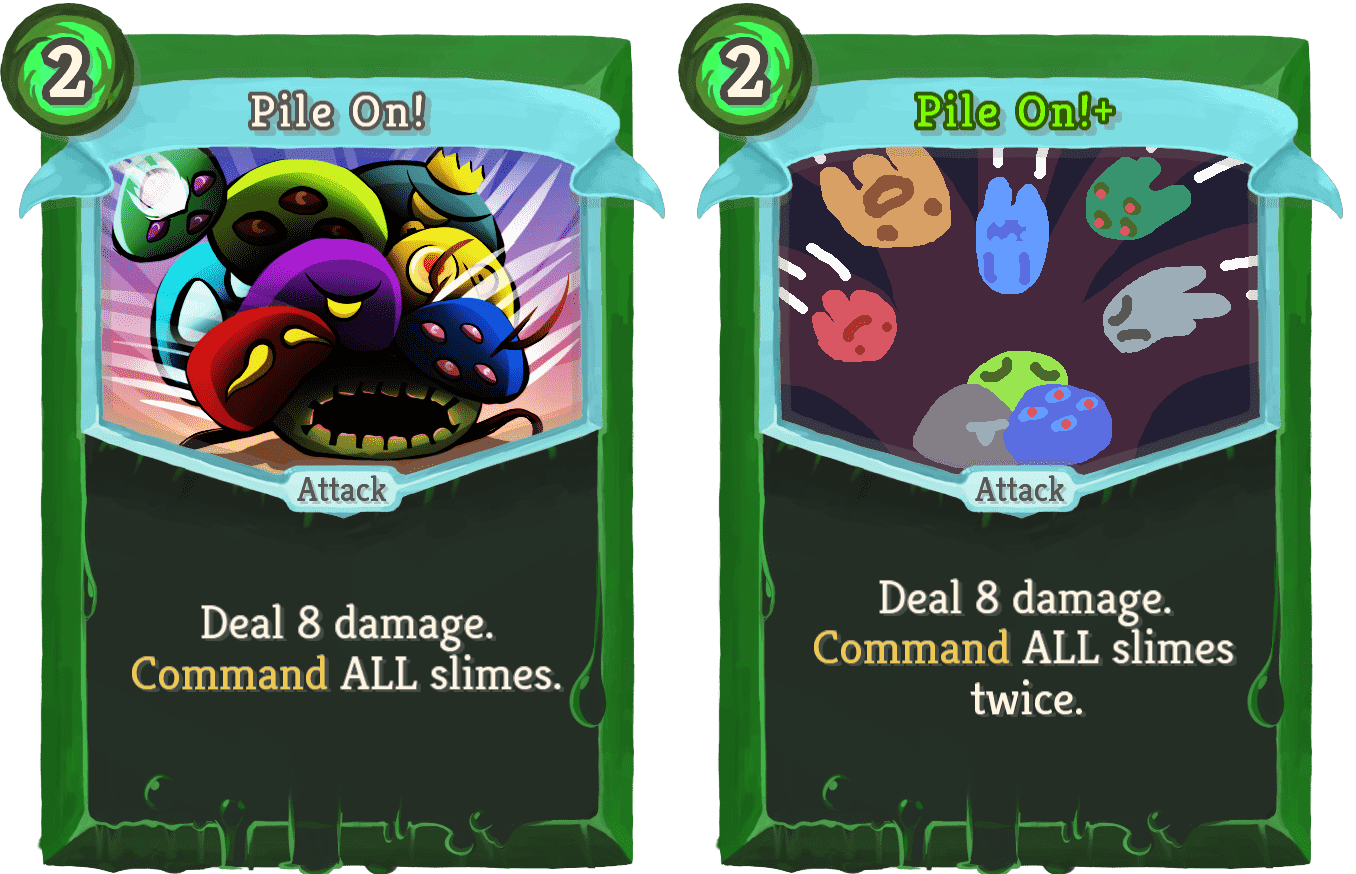 2
Pile On!
Attack
Deal 8 damage.
Command ALL slimes.
2
Pile On!+
Attack
Deal 8 damage.
Command ALL slimes
twice.